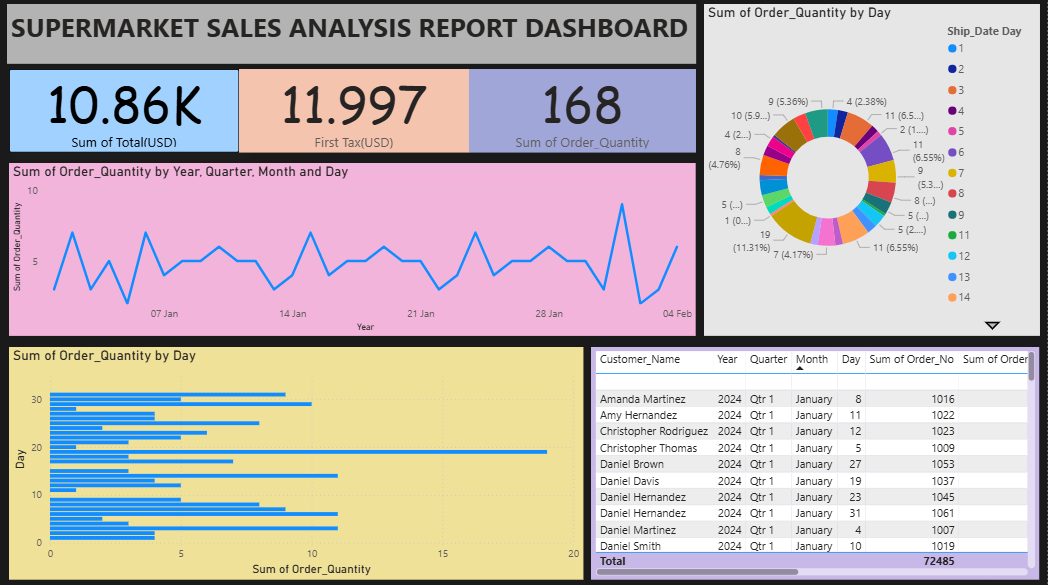 SUPERMARKET SALES ANALYSIS REPORT DASHBOARD
10.86K
Sum of Total(USD)
11.997
First Tax(USD)
168
Sum of Order_Quantity
Sum of Order_Quantity by Year, Quarter, Month and Day
Sum of Order_Quantity
10
5
07 Jan
14 Jan
21 Jan
28 Jan
04 Feb
Year
Sum of Order_Quantity by Day
Ship_Date Day
1
2
3
4
5
6
7
8
9
11
12
13
14
4 (2.38%)
11 (6.5...)
2 (1....)
11
(6.55%)
9
(5.3...)
8 (...)
5 (...)
5 (2....)
11 (6.55%)
7 (4.17%)
19
(11.31%)
1 (0...)
5 (...)
8
(4.76%)
4 (2...)
10 (5.9...)
9 (5.36%)
Sum of Order_Quantity by Day
Day
30
20
10
0
0
5
10
15
20
Sum of Order_Quantity
Customer_Name Year Quarter Month Day Sum of Order_No Sum of Order
Amanda Martinez 2024 Qtr 1 January 8 1016
Amy Hernandez 2024 Qtr 1 January 11 1022
Christopher Rodriguez 2024 Qtr 1 January 12 1023
Christopher Thomas 2024 Qtr 1 January 5 1009
Daniel Brown 2024 Qtr 1 January 27 1053
Daniel Davis 2024 Qtr 1 January 19 1037
Daniel Hernandez 2024 Qtr 1 January 23 1045
Daniel Hernandez 2024 Qtr 1 January 31 1061
Daniel Martinez 2024 Qtr 1 January 4 1007
Daniel Smith 2024 Qtr 1 January 10 1019
Total 72485